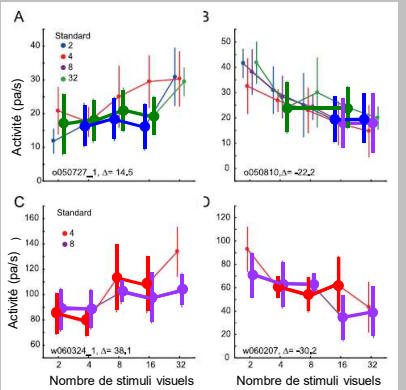 A
B
Standard
2
4
8
32
Activité (pa/s)
40
30
20
10
0
50
40
30
20
10
0
o050727_1, Δ= 14,5
o050810,Δ= -22,2
C
D
Standard
4
8
Activité (pa/s)
160
140
120
100
80
60
120
100
80
60
40
20
0
w060324_1, Δ= 38,1
w060207, Δ= -30,2
2 4 8 16 32
2 4 8 16 32
Nombre de stimuli visuels
Nombre de stimuli visuels